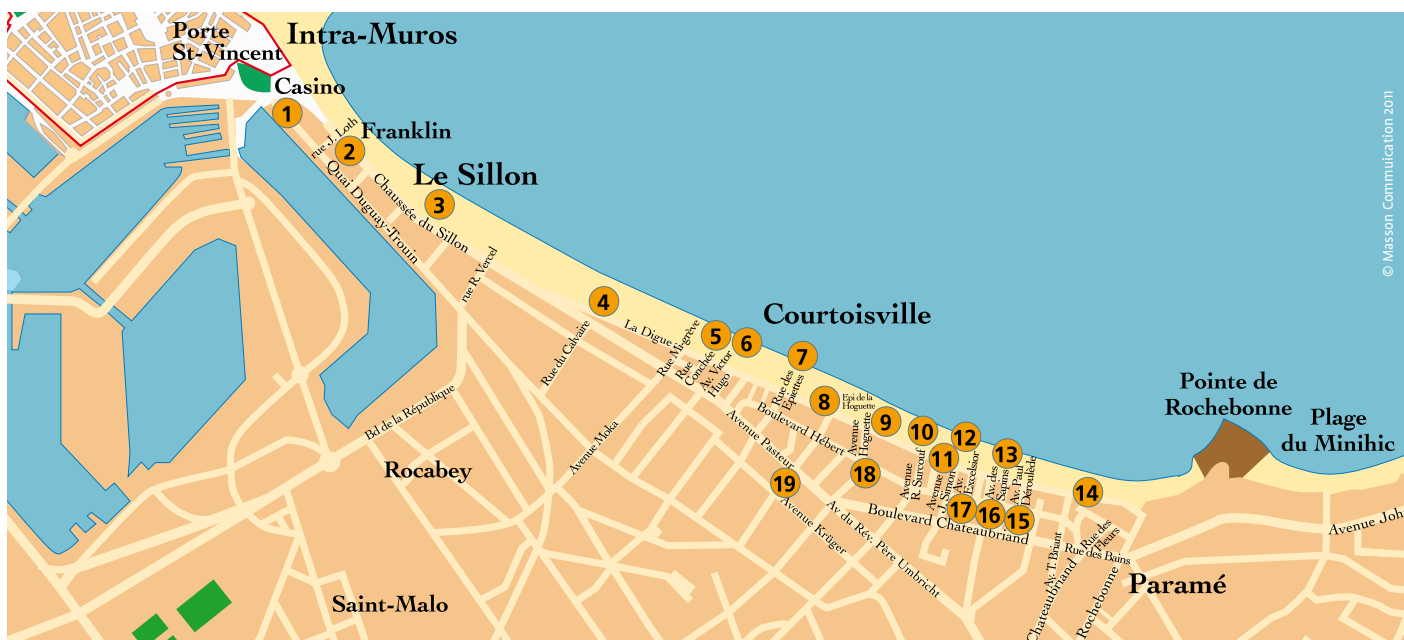 Porte
St-Vincent
Intra-Muros
Casino
1
rue J. Loth
Franklin
2
Quai Duguay-Trouin
Le Sillon
3
Chaussée du Sillon
rue R. Vercel
© Masson Commuication 2011
4
Rue du Calvaire
La Digue
Rue Mi-grève
5
Rue
Conchée
Av. Victor
Hugo
6
Courtoisville
7
Rue des
Epiettes
8
Epi de la
Hoguette
Boulevard Hébert
Avenue
Hoguette
9
10
Avenue
R. Surcouf
11
Avenue
J. Simon
12
Av.
Excelsior
13
Av. des
Sapins
Av. Paul
Déroulède
14
Pointe de
Rochebonne
Plage
du Minihic
Bd de la République
Rocabey
Avenue Moka
Avenue Pasteur
19
18
17
16
15
Boulevard Chateaubriand
Avenue Krüger
Av du Rév. Père Umbricht
Av. T. Briant
Chateaubriand
Rue des
Fleurs
Rue des Bains
Rochebonne
Avenue Joh
Paramé
Saint-Malo